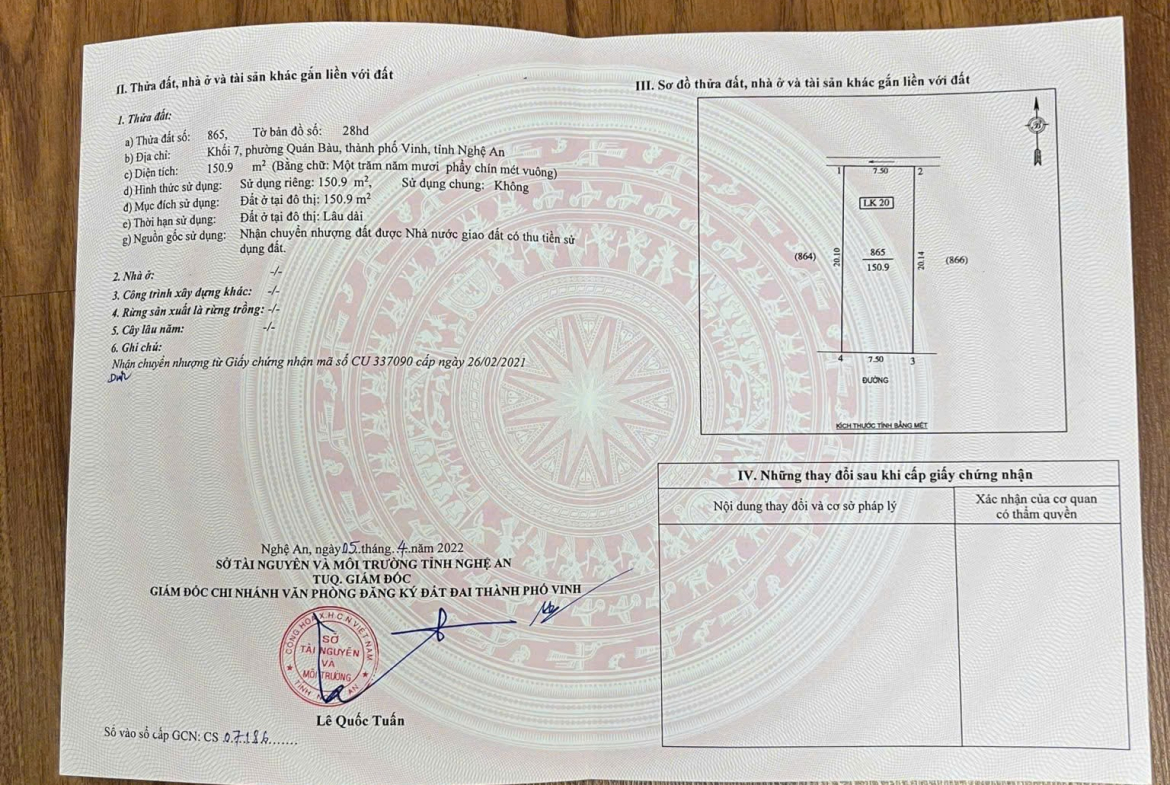 II. Thửa đất, nhà ở và tài sản khác gắn liền với đất
1. Thửa đất:
a) Thửa đất số: 865, Tờ bản đồ số: 28hd
b) Địa chỉ: Khối 7, phường Quán Bàu, thành phố Vinh, tỉnh Nghệ An
c) Diện tích: 150.9 m² (Bằng chữ: Một trăm năm mươi phẩy chín mét vuông)
d) Hình thức sử dụng: Sử dụng riêng: 150.9 m², Sử dụng chung: Không
đ) Mục đích sử dụng: Đất ở tại đô thị: 150.9 m²
e) Thời hạn sử dụng: Đất ở tại đô thị: Lâu dài
g) Nguồn gốc sử dụng: Nhận chuyển nhượng đất được Nhà nước giao đất có thu tiền sử
dụng đất.
2. Nhà ở: -/-
3. Công trình xây dựng khác: -/-
4. Rừng sản xuất là rừng trồng: -/-
5. Cây lâu năm: -/-
6. Ghi chú:
Nhận chuyển nhượng từ Giấy chứng nhận mã số CU 337090 cấp ngày 26/02/2021
Nghệ An, ngày 05 tháng 4 năm 2022
SỞ TÀI NGUYÊN VÀ MÔI TRƯỜNG TỈNH NGHỆ AN
TUQ. GIÁM ĐỐC
GIÁM ĐỐC CHI NHÁNH VĂN PHÒNG ĐĂNG KÝ ĐẤT ĐAI THÀNH PHỐ VINH
CỘNG HOÀ X.H.C.N VIỆT NAM
SỞ
TÀI NGUYÊN
VÀ
MÔI TRƯỜNG
TỈNH NGHỆ AN
Lê Quốc Tuấn
Số vào sổ cấp GCN: CS
III. Sơ đồ thửa đất, nhà ở và tài sản khác gắn liền với đất
B
1 7.50 2
LK 20
(864) 20.10 865 20.14 (866)
150.9
4 7.50 3
ĐƯỜNG
KÍCH THƯỚC TÍNH BẰNG MÉT
IV. Những thay đổi sau khi cấp giấy chứng nhận
Nội dung thay đổi và cơ sở pháp lý
Xác nhận của cơ quan
có thẩm quyền